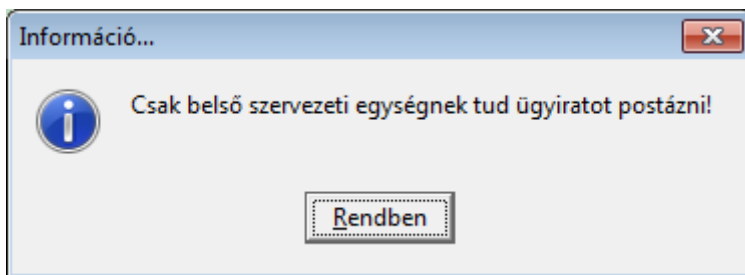 Információ...
Csak belső szervezeti egységnek tud ügyiratot postázni!
Rendben